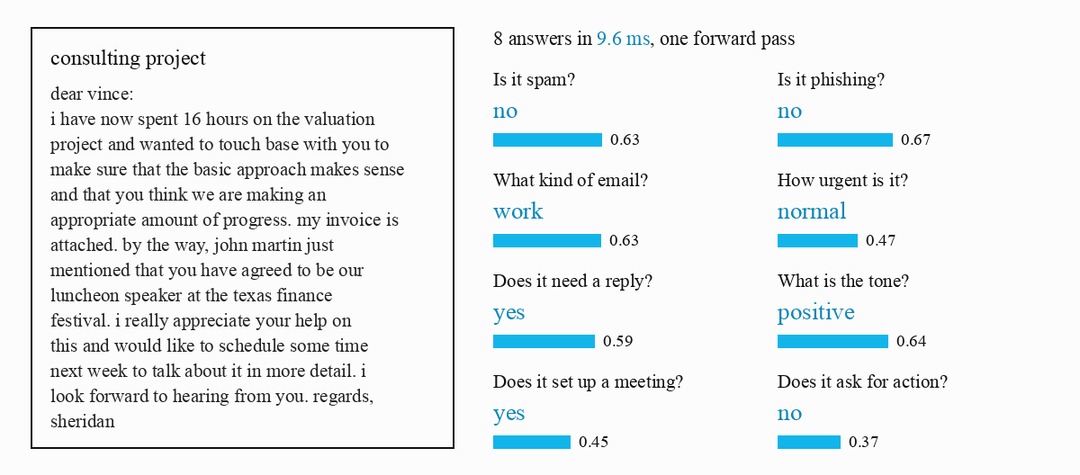 consulting project
dear vince:
i have now spent 16 hours on the valuation
project and wanted to touch base with you to
make sure that the basic approach makes sense
and that you think we are making an
appropriate amount of progress. my invoice is
attached. by the way, john martin just
mentioned that you have agreed to be our
luncheon speaker at the texas finance
festival. i really appreciate your help on
this and would like to schedule some time
next week to talk about it in more detail. i
look forward to hearing from you. regards,
sheridan
8 answers in 9.6 ms, one forward pass
Is it spam?
no
0.63
Is it phishing?
no
0.67
What kind of email?
work
0.63
How urgent is it?
normal
0.47
Does it need a reply?
yes
0.59
What is the tone?
positive
0.64
Does it set up a meeting?
yes
0.45
Does it ask for action?
no
0.37